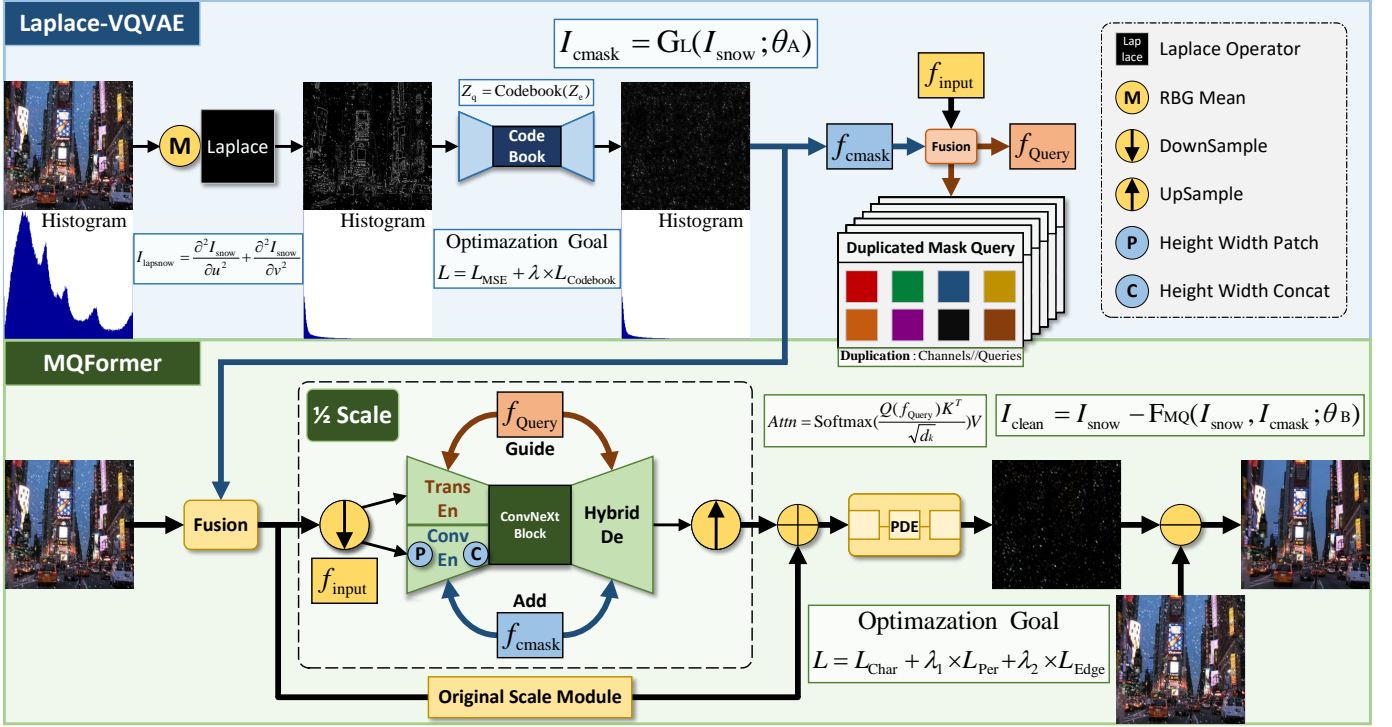 Laplace-VQVAE
I_cmask = G_L(I_snow; θ_A)
Z_q = Codebook(Z_e)
M
Laplace
Code
Book
f_cmask
f_input
Fusion
f_Query
Histogram
Histogram
Histogram
I_lapsnow = ∂²I_snow/∂u² + ∂²I_snow/∂v²
Optimazation Goal
L = L_MSE + λ × L_Codebook
Duplicated Mask Query
Duplication : Channels//Queries
Lap
lace
Laplace Operator
M
RBG Mean
DownSample
UpSample
P
Height Width Patch
C
Height Width Concat
MQFormer
½ Scale
f_Query
Guide
Fusion
f_input
Trans
En
Conv
En
P
C
ConvNeXt
Block
Hybrid
De
Add
f_cmask
Original Scale Module
Attn = Softmax(Q(f_Query)K^T/√d_k)V
I_clean = I_snow − F_MQ(I_snow, I_cmask; θ_B)
PDE
Optimazation Goal
L = L_Char + λ₁ × L_Per + λ₂ × L_Edge